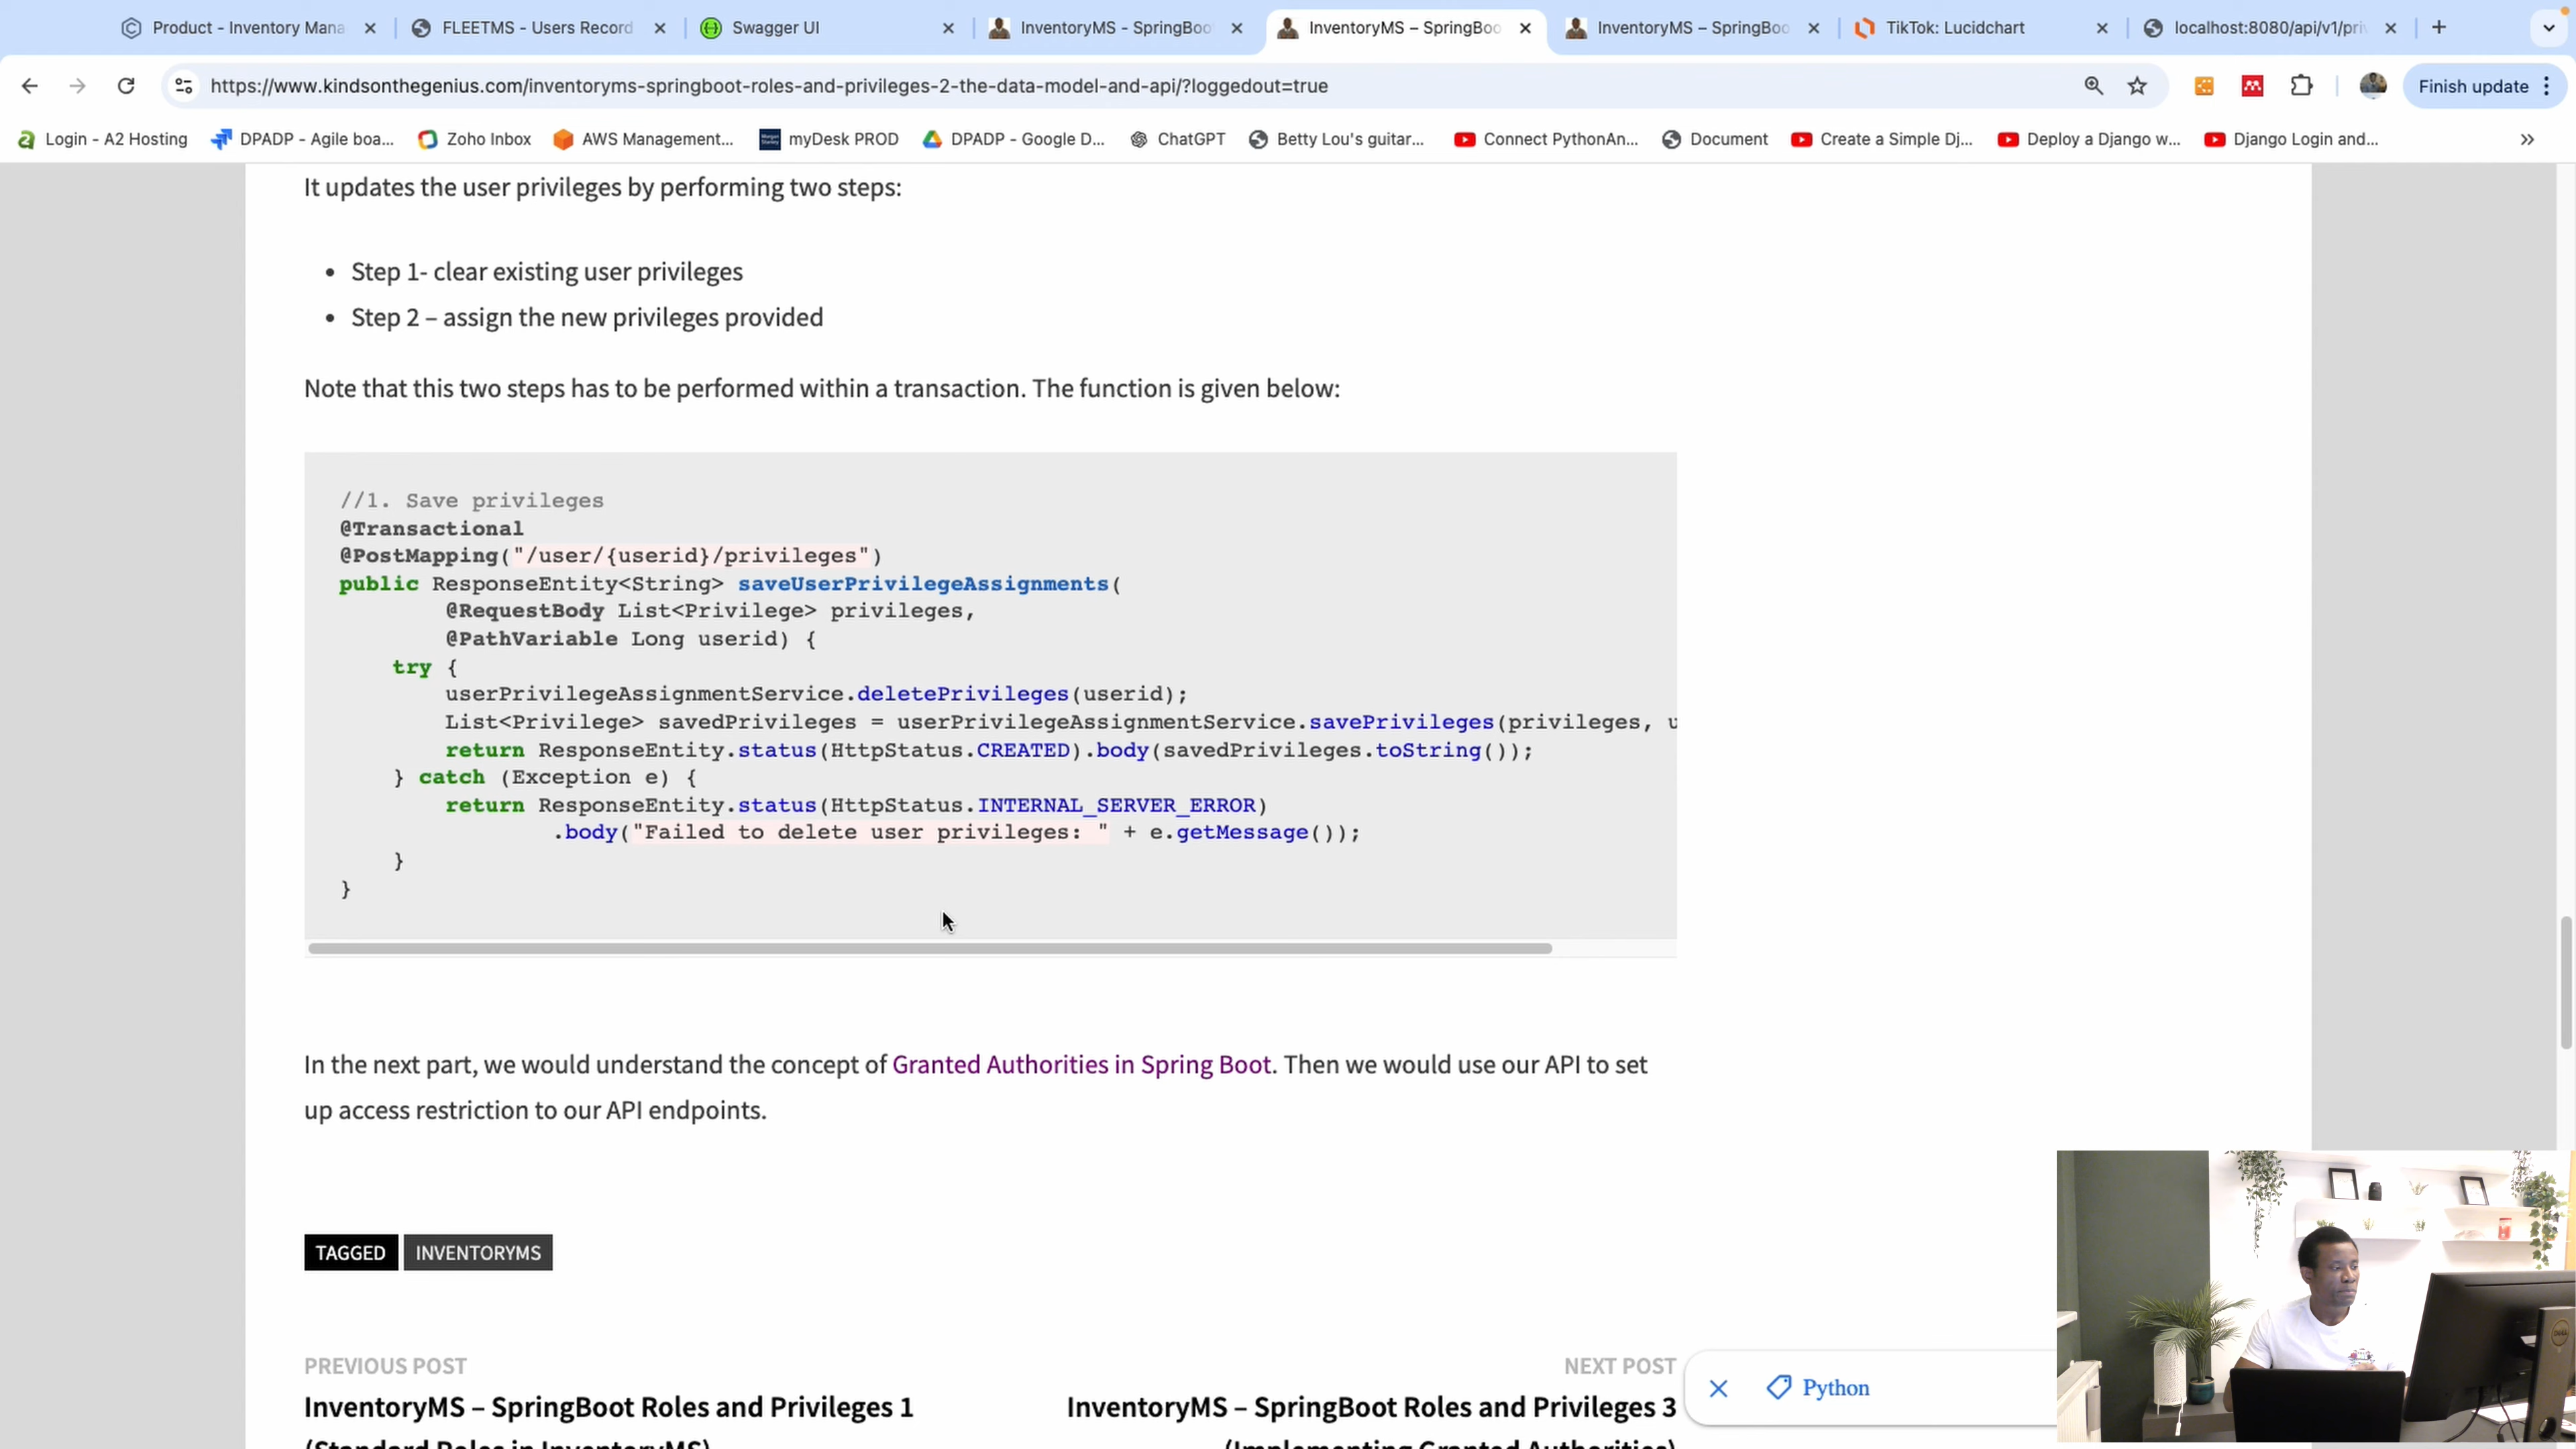 Product - Inventory Mana
FLEETMS - Users Record
Swagger UI
InventoryMS - SpringBoo
InventoryMS – SpringBoo
InventoryMS – SpringBoo
TikTok: Lucidchart
localhost:8080/api/v1/priv
https://www.kindsonthegenius.com/inventoryms-springboot-roles-and-privileges-2-the-data-model-and-api/?loggedout=true
Finish update
Login - A2 Hosting
DPADP - Agile boa...
Zoho Inbox
AWS Management...
myDesk PROD
DPADP - Google D...
ChatGPT
Betty Lou's guitar...
Connect PythonAn...
Document
Create a Simple Dj...
Deploy a Django w...
Django Login and...
It updates the user privileges by performing two steps:
• Step 1- clear existing user privileges
• Step 2 – assign the new privileges provided
Note that this two steps has to be performed within a transaction. The function is given below:
//1. Save privileges
@Transactional
@PostMapping("/user/{userid}/privileges")
public ResponseEntity<String> saveUserPrivilegeAssignments(
@RequestBody List<Privilege> privileges,
@PathVariable Long userid) {
try {
userPrivilegeAssignmentService.deletePrivileges(userid);
List<Privilege> savedPrivileges = userPrivilegeAssignmentService.savePrivileges(privileges, u
return ResponseEntity.status(HttpStatus.CREATED).body(savedPrivileges.toString());
} catch (Exception e) {
return ResponseEntity.status(HttpStatus.INTERNAL_SERVER_ERROR)
.body("Failed to delete user privileges: " + e.getMessage());
}
}
In the next part, we would understand the concept of Granted Authorities in Spring Boot. Then we would use our API to set
up access restriction to our API endpoints.
TAGGED INVENTORYMS
PREVIOUS POST
InventoryMS – SpringBoot Roles and Privileges 1
(Standard Roles in InventoryMS)
NEXT POST
InventoryMS – SpringBoot Roles and Privileges 3
(Implementing Granted Authorities)
Python